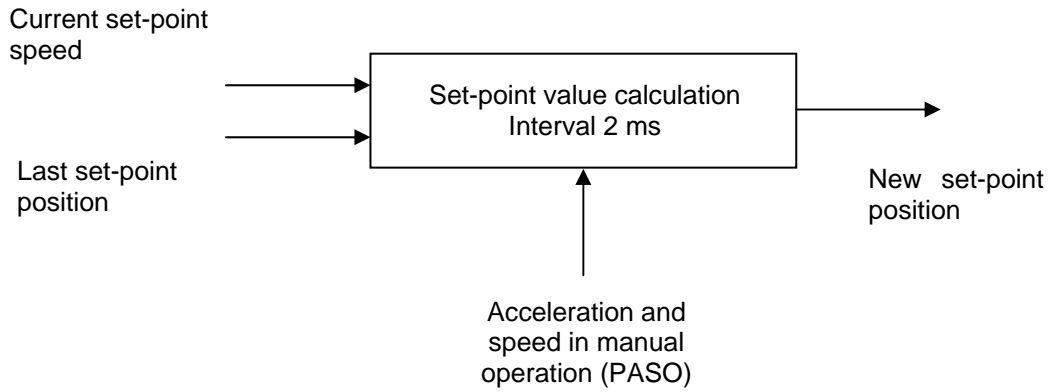 Current set-point
speed
Set-point value calculation
Interval 2 ms
Last set-point
position
New set-point
position
Acceleration and
speed in manual
operation (PASO)